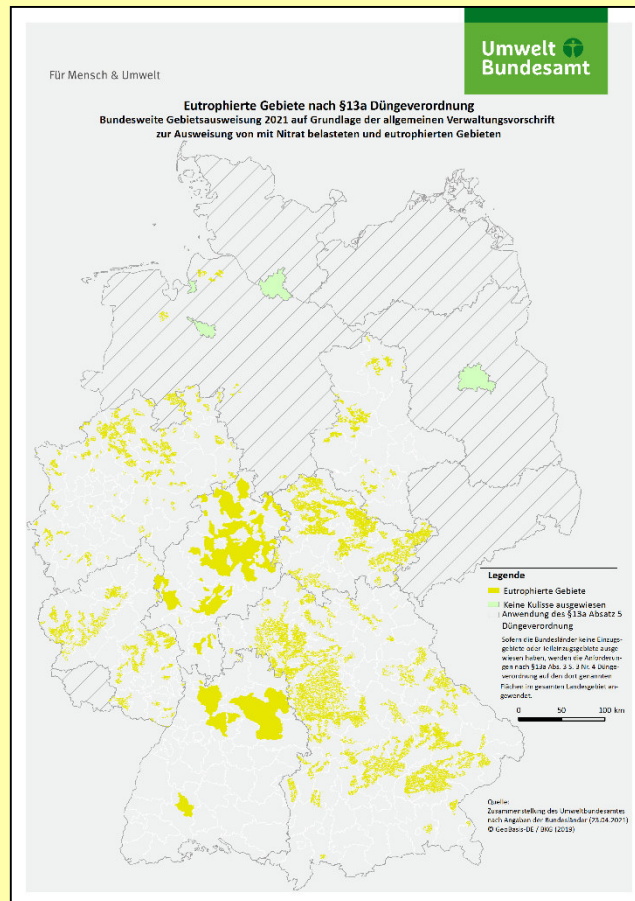 Umwelt
Bundesamt
Für Mensch & Umwelt
Eutrophierte Gebiete nach §13a Düngeverordnung
Bundesweite Gebietsausweisung 2021 auf Grundlage der allgemeinen Verwaltungsvorschrift
zur Ausweisung von mit Nitrat belasteten und eutrophierten Gebieten
Legende
Eutrophierte Gebiete
Keine Kulisse ausgewiesen
Anwendung des §13a Absatz 5
Düngeverordnung
Sofern die Bundesländer keine Einzugs-
gebiete oder Teileinzugsgebiete ausge
wiesen haben, werden die Anforderun-
gen nach §13a Abs. 3 S. 3 Nr. 4 Dünge-
verordnung auf den dort genannten
Flächen im gesamten Landesgebiet an-
gewendet.
0 50 100 km
Quelle:
Zusammenstellung des Umweltbundesamtes
nach Angaben der Bundesländer (23.04.2021)
© GeoBasis-DE / BKG (2019)